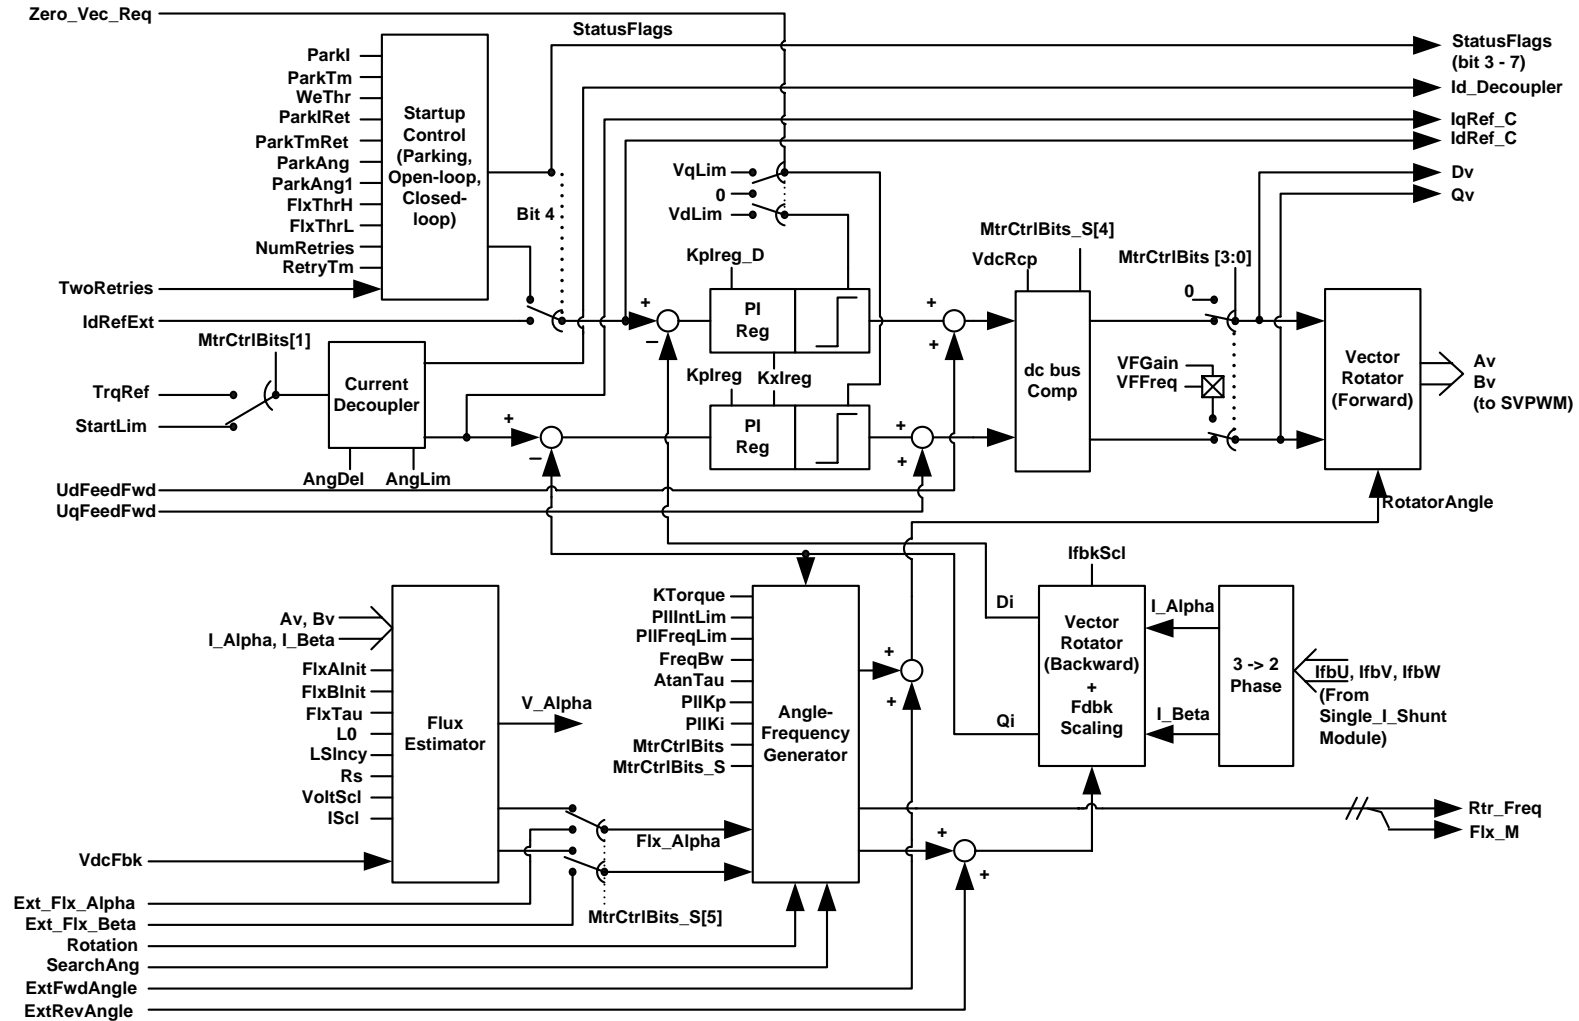 Zero_Vec_Req
StatusFlags
StatusFlags
(bit 3 - 7)
Id_Decoupler
IqRef_C
IdRef_C
Dv
Qv
ParkI
ParkTm
WeThr
ParkIRet
ParkTmRet
ParkAng
ParkAng1
FlxThrH
FlxThrL
NumRetries
RetryTm
TwoRetries
IdRefExt
Startup
Control
(Parking,
Open-loop,
Closed-
loop)
Bit 4
VqLim
0
VdLim
KpIreg_D
PI
Reg
+
−
KpIreg
KxIreg
PI
Reg
+
−
+
+
+
+
MtrCtrlBits_S[4]
VdcRcp
dc bus
Comp
MtrCtrlBits [3:0]
0
VFGain
VFFreq
Vector
Rotator
(Forward)
Av
Bv
(to SVPWM)
RotatorAngle
MtrCtrlBits[1]
TrqRef
StartLim
Current
Decoupler
AngDel
AngLim
UdFeedFwd
UqFeedFwd
Av, Bv
I_Alpha, I_Beta
FlxAInit
FlxBInit
FlxTau
L0
LSlncy
Rs
VoltScl
IScl
VdcFbk
Flux
Estimator
V_Alpha
Flx_Alpha
MtrCtrlBits_S[5]
KTorque
PllIntLim
PllFreqLim
FreqBw
AtanTau
PllKp
PllKi
MtrCtrlBits
MtrCtrlBits_S
Angle-
Frequency
Generator
+
+
+
+
Di
Qi
IfbkScl
Vector
Rotator
(Backward)
+
Fdbk
Scaling
I_Alpha
I_Beta
3 -> 2
Phase
IfbU, IfbV, IfbW
(From
Single_I_Shunt
Module)
Rtr_Freq
Flx_M
Ext_Flx_Alpha
Ext_Flx_Beta
Rotation
SearchAng
ExtFwdAngle
ExtRevAngle